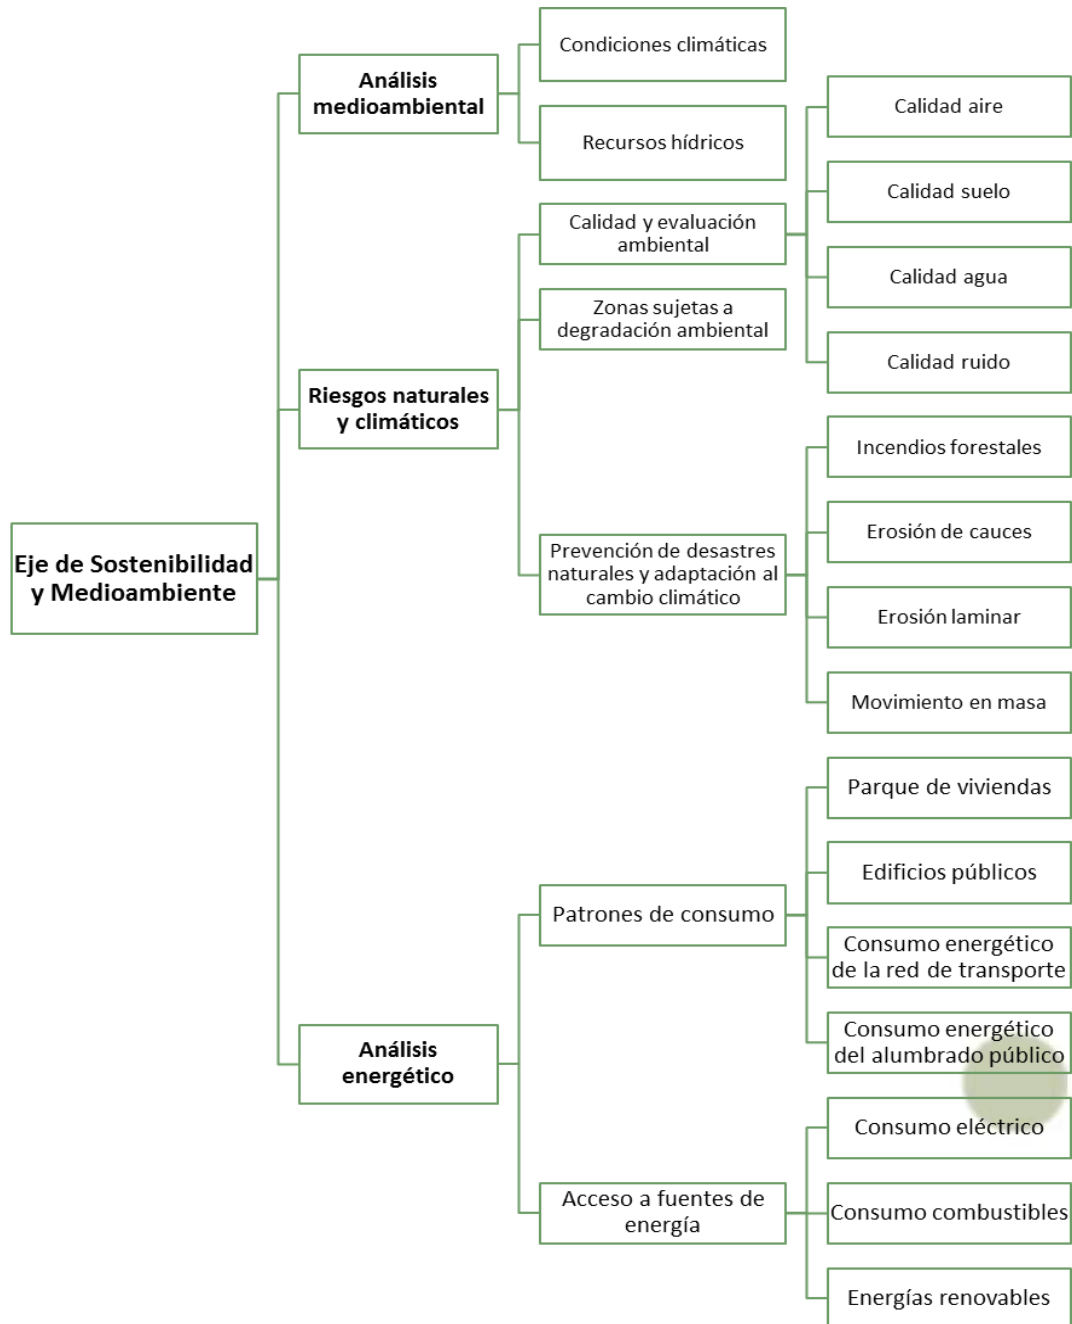 Eje de Sostenibilidad
y Medioambiente
Análisis
medioambiental
Condiciones climáticas
Recursos hídricos
Riesgos naturales
y climáticos
Calidad y evaluación
ambiental
Calidad aire
Calidad suelo
Calidad agua
Calidad ruido
Zonas sujetas a
degradación ambiental
Prevención de desastres
naturales y adaptación al
cambio climático
Incendios forestales
Erosión de cauces
Erosión laminar
Movimiento en masa
Análisis
energético
Patrones de consumo
Parque de viviendas
Edificios públicos
Consumo energético
de la red de transporte
Consumo energético
del alumbrado público
Acceso a fuentes de
energía
Consumo eléctrico
Consumo combustibles
Energías renovables